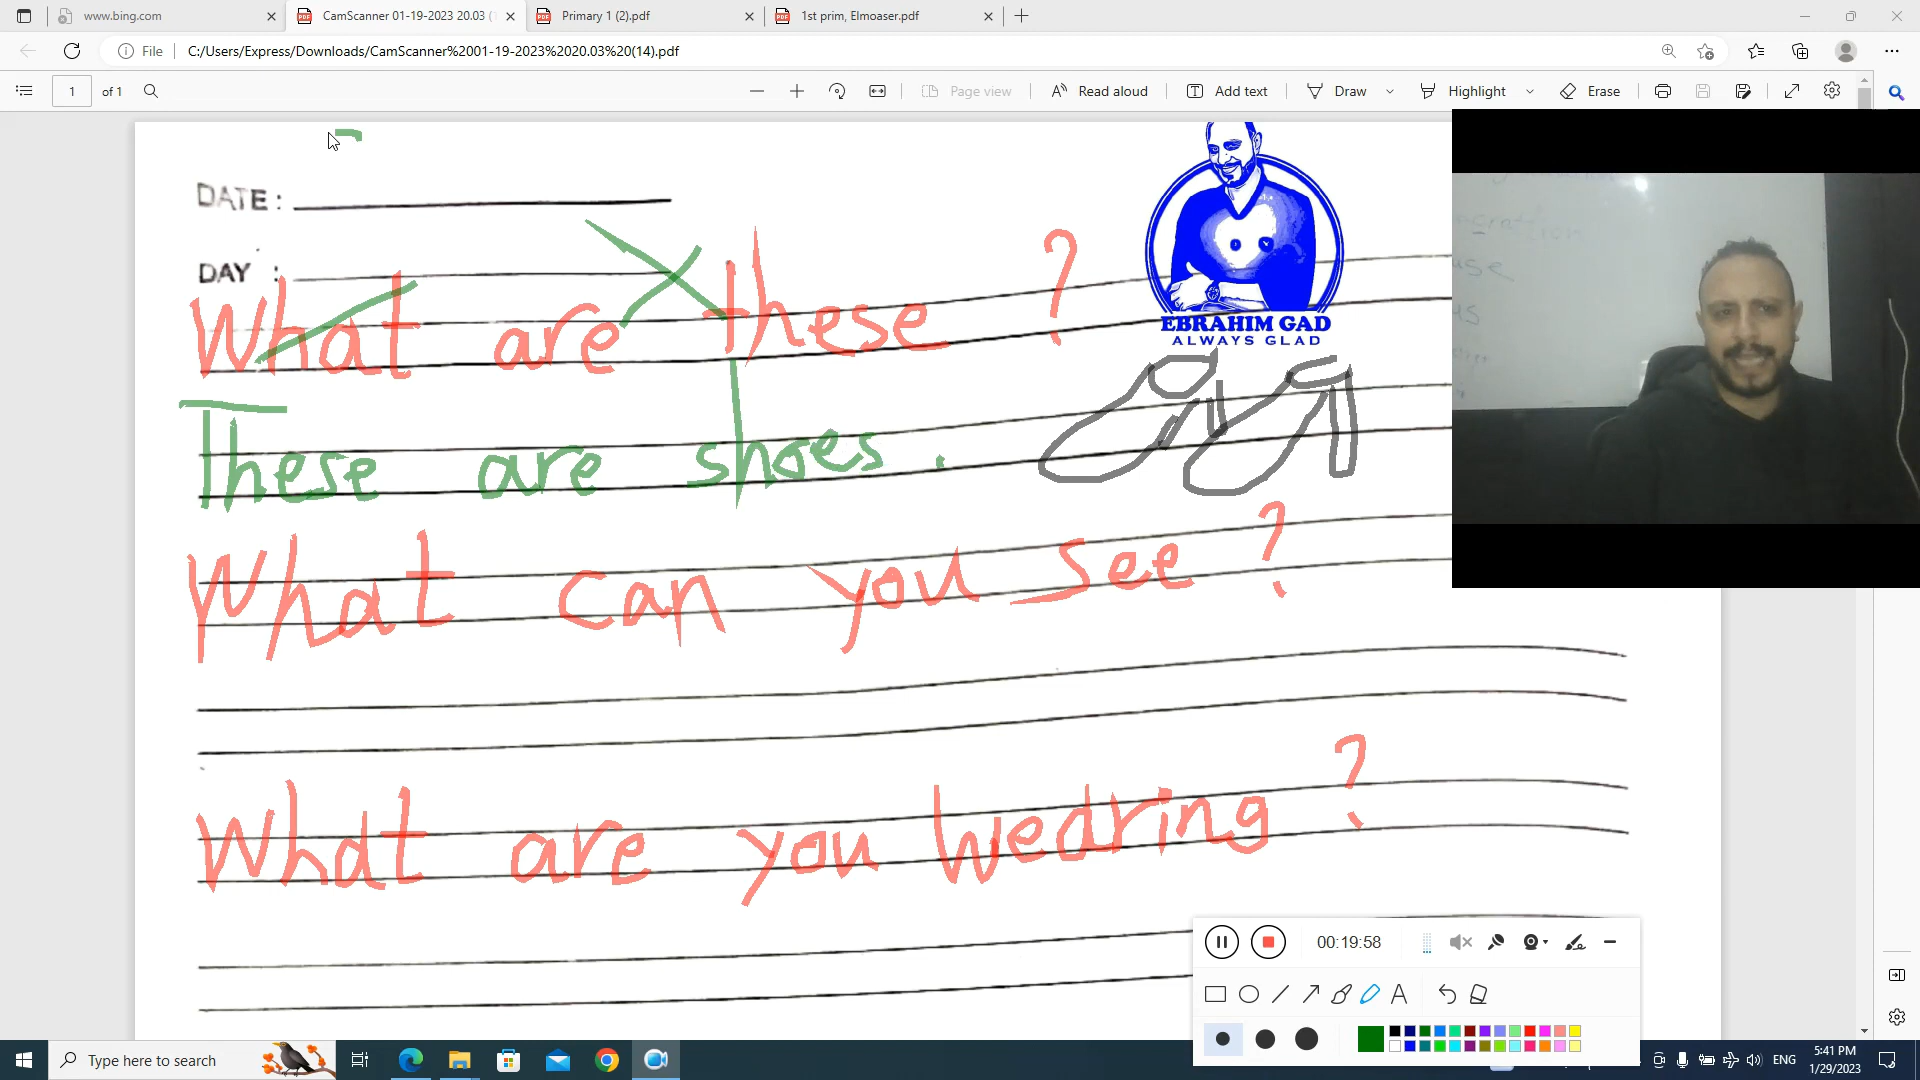 www.bing.com
CamScanner 01-19-2023 20.03 (
Primary 1 (2).pdf
1st prim, Elmoaser.pdf
File
C:/Users/Express/Downloads/CamScanner%2001-19-2023%2020.03%20(14).pdf
1 of 1
Page view
Read aloud
Add text
Draw
Highlight
Erase
DATE :
DAY :
EBRAHIM GAD
ALWAYS GLAD
What are these ?
These are shoes .
What can you see ?
What are you wearing ?
00:19:58
Type here to search
ENG
5:41 PM
1/29/2023